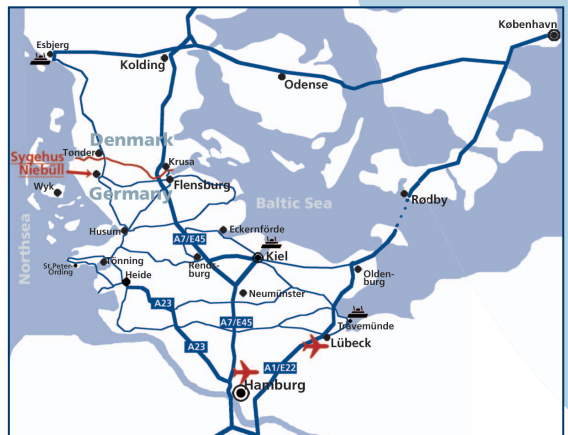 København
Esbjerg
Kolding
Odense
Denmark
Tønder
Sygehus
Niebüll
Krusa
Flensburg
Wyk
Germany
Rødby
Baltic Sea
Northsea
Husum
Eckernförde
A7/E45
Kiel
St.Peter-
Ording
Tönning
Rends-
burg
Olden-
burg
Heide
Neumünster
A23
A7/E45
Travemünde
Lübeck
A23
A1/E22
Hamburg